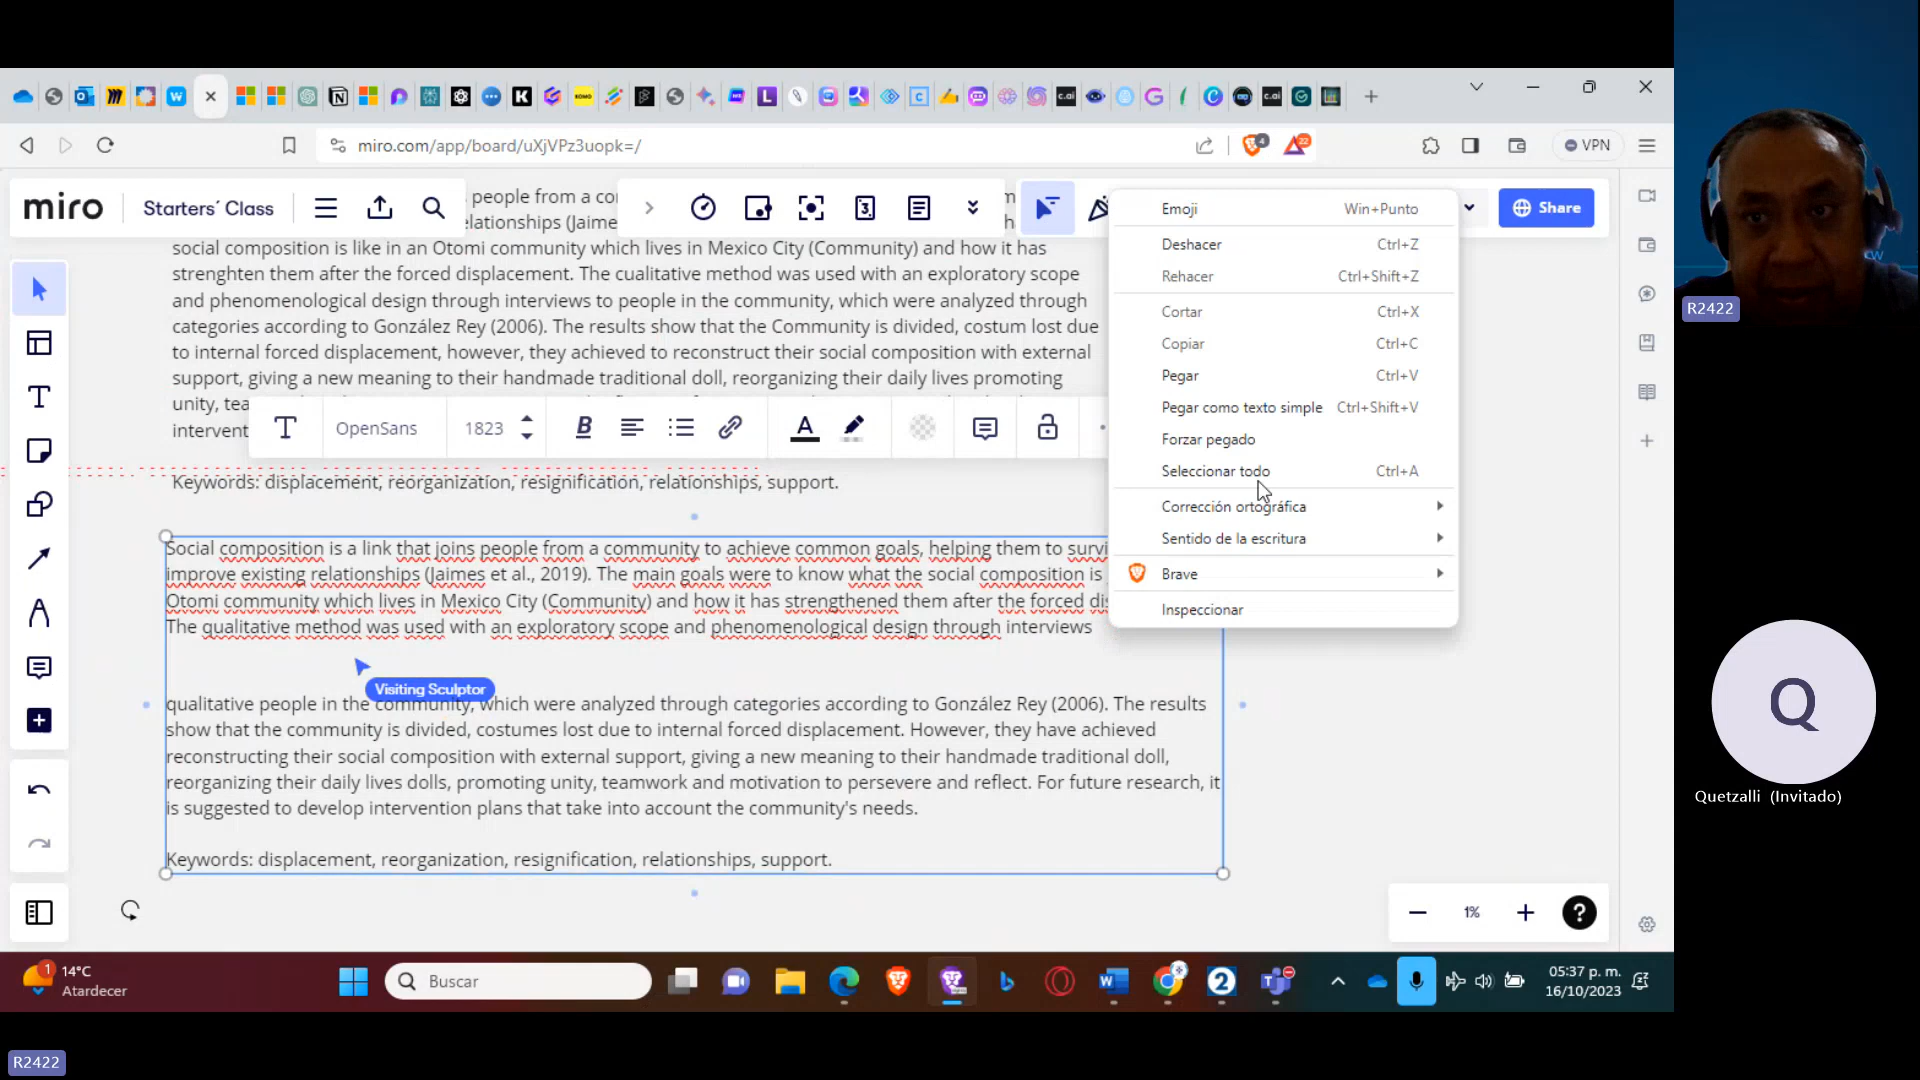 miro.com/app/board/uXjVPz3uopk=/
VPN
miro
Starters´ Class
Share
people from a co
elationships (Jaime
social composition is like in an Otomi community which lives in Mexico City (Community) and how it has
strenghten them after the forced displacement. The cualitative method was used with an exploratory scope
and phenomenological design through interviews to people in the community, which were analyzed through
categories according to González Rey (2006). The results show that the Community is divided, costum lost due
to internal forced displacement, however, they achieved to reconstruct their social composition with external
support, giving a new meaning to their handmade traditional doll, reorganizing their daily lives promoting
unity, tea
intervent
OpenSans
1823
Keywords: displacement, reorganization, resignification, relationships, support.
Social composition is a link that joins people from a community to achieve common goals, helping them to survi
improve existing relationships (Jaimes et al., 2019). The main goals were to know what the social composition is
Otomi community which lives in Mexico City (Community) and how it has strengthened them after the forced di
The qualitative method was used with an exploratory scope and phenomenological design through interviews
Visiting Sculptor
qualitative people in the community, which were analyzed through categories according to González Rey (2006). The results
show that the community is divided, costumes lost due to internal forced displacement. However, they have achieved
reconstructing their social composition with external support, giving a new meaning to their handmade traditional doll,
reorganizing their daily lives dolls, promoting unity, teamwork and motivation to persevere and reflect. For future research, it
is suggested to develop intervention plans that take into account the community's needs.
Keywords: displacement, reorganization, resignification, relationships, support.
Emoji Win+Punto
Deshacer Ctrl+Z
Rehacer Ctrl+Shift+Z
Cortar Ctrl+X
Copiar Ctrl+C
Pegar Ctrl+V
Pegar como texto simple Ctrl+Shift+V
Forzar pegado
Seleccionar todo Ctrl+A
Corrección ortográfica
Sentido de la escritura
Brave
Inspeccionar
1%
14°C
Atardecer
Buscar
05:37 p. m.
16/10/2023
R2422
Q
Quetzalli (Invitado)
R2422